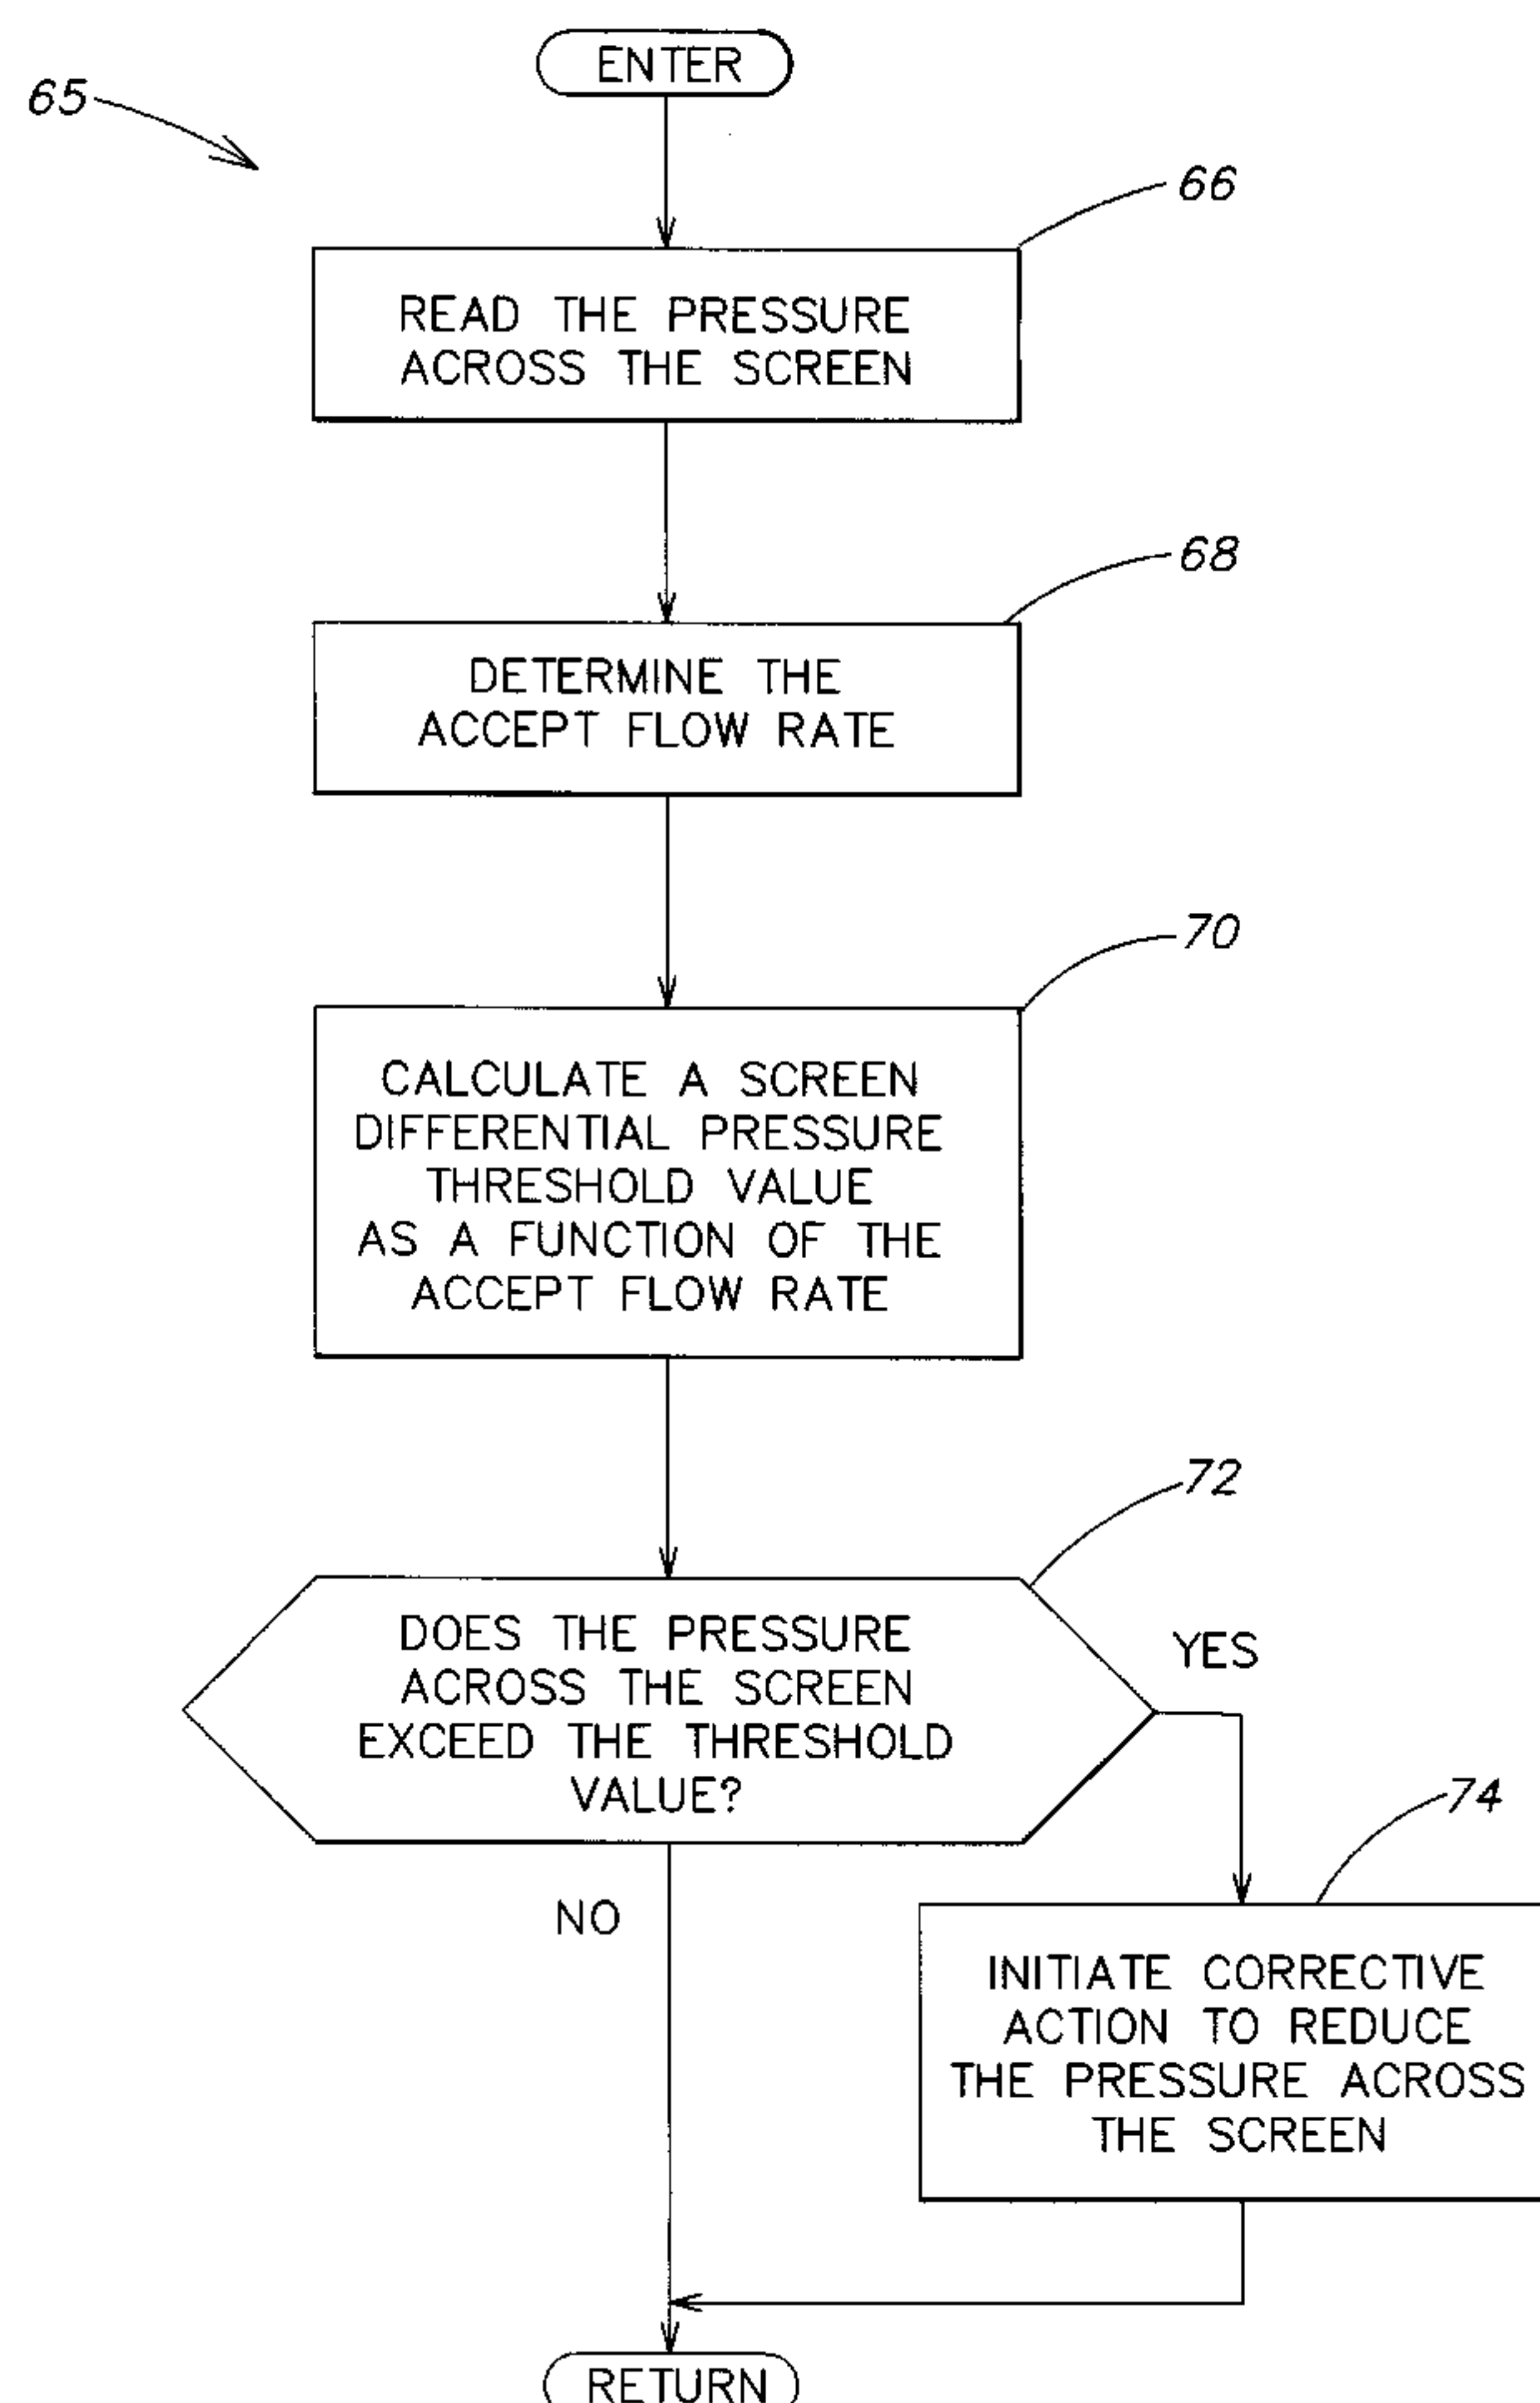 ENTER
65
66
READ THE PRESSURE
ACROSS THE SCREEN
68
DETERMINE THE
ACCEPT FLOW RATE
70
CALCULATE A SCREEN
DIFFERENTIAL PRESSURE
THRESHOLD VALUE
AS A FUNCTION OF THE
ACCEPT FLOW RATE
72
DOES THE PRESSURE
ACROSS THE SCREEN
EXCEED THE THRESHOLD
VALUE?
YES
74
NO
INITIATE CORRECTIVE
ACTION TO REDUCE
THE PRESSURE ACROSS
THE SCREEN
RETURN